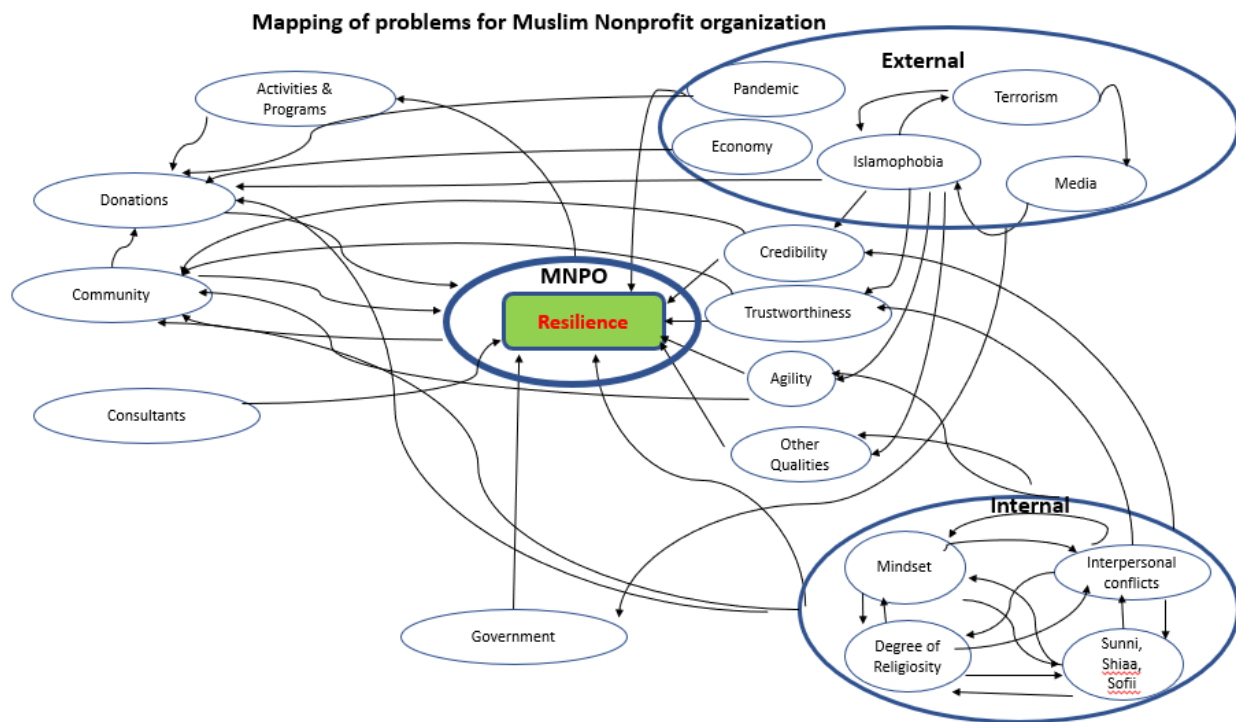 Mapping of problems for Muslim Nonprofit organization
External
Activities &
Programs
Pandemic
Terrorism
Economy
Islamophobia
Media
Donations
Credibility
MNPO
Community
Resilience
Trustworthiness
Agility
Consultants
Other
Qualities
Internal
Mindset
Interpersonal
conflicts
Government
Degree of
Religiosity
Sunni,
Shiaa,
Sofii